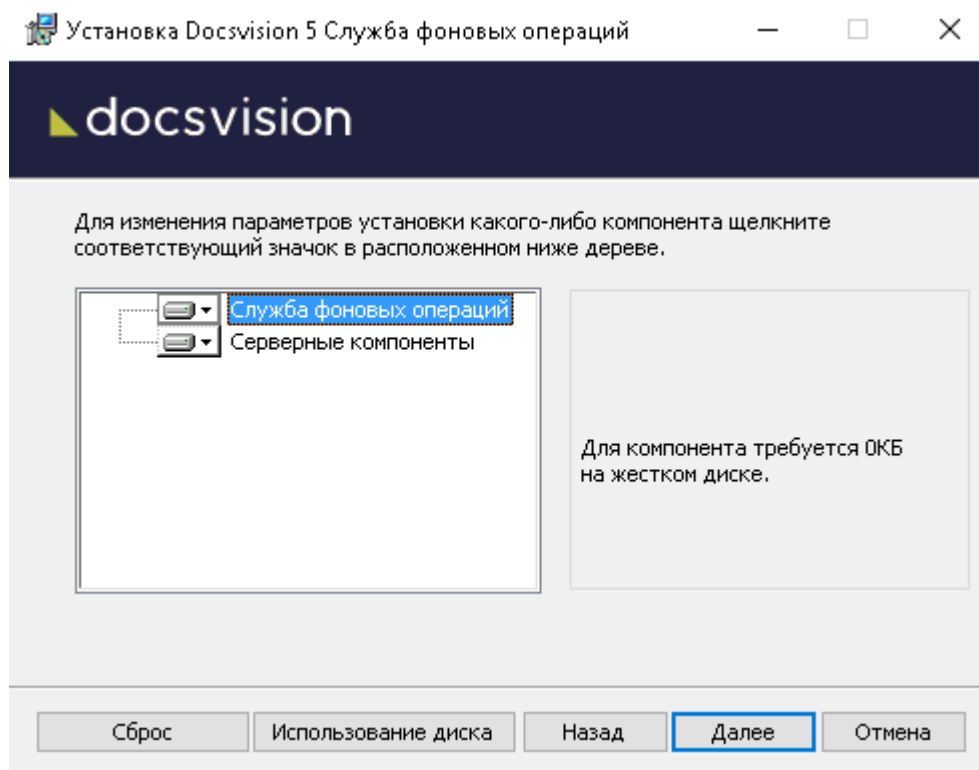 Установка Docsvision 5 Служба фоновых операций
docsvision
Для изменения параметров установки какого-либо компонента щелкните
соответствующий значок в расположенном ниже дереве.
Служба фоновых операций
Серверные компоненты
Для компонента требуется 0КБ
на жестком диске.
Сброс
Использование диска
Назад
Далее
Отмена